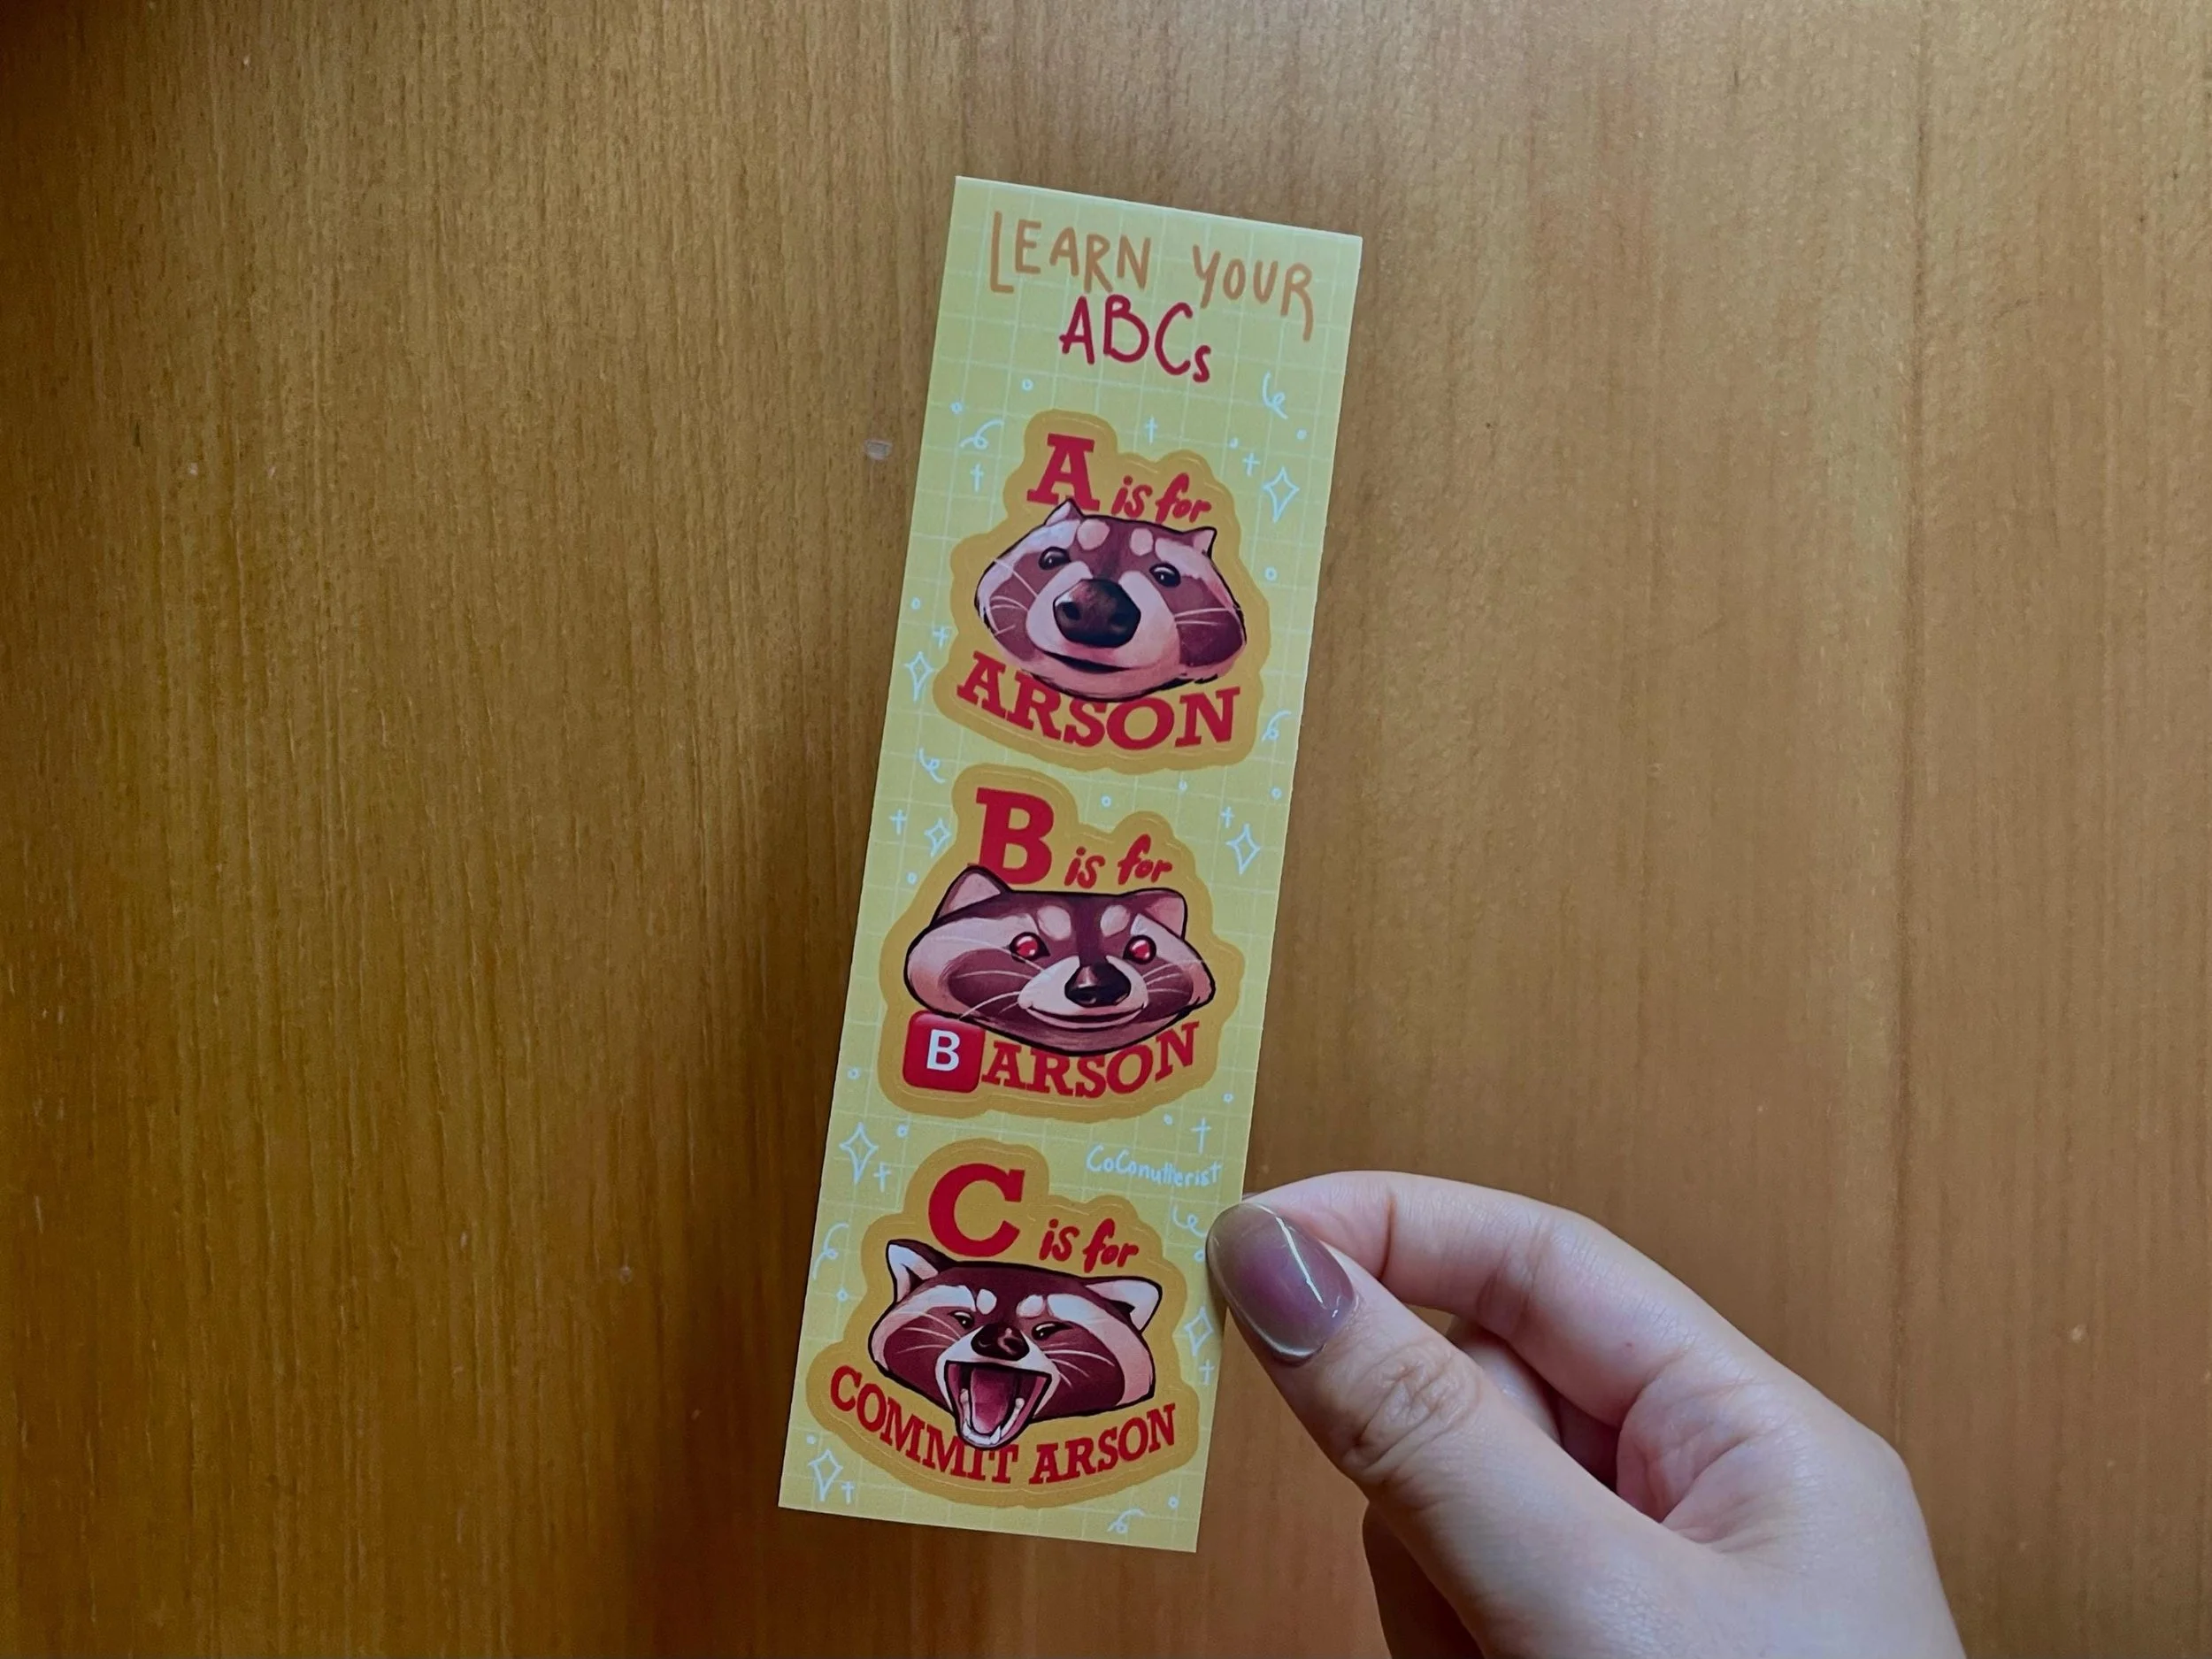 LEARN YOUR
ABCs
A is for
ARSON
B is for
BARSON
CoConutterist
C is for
COMMIT ARSON